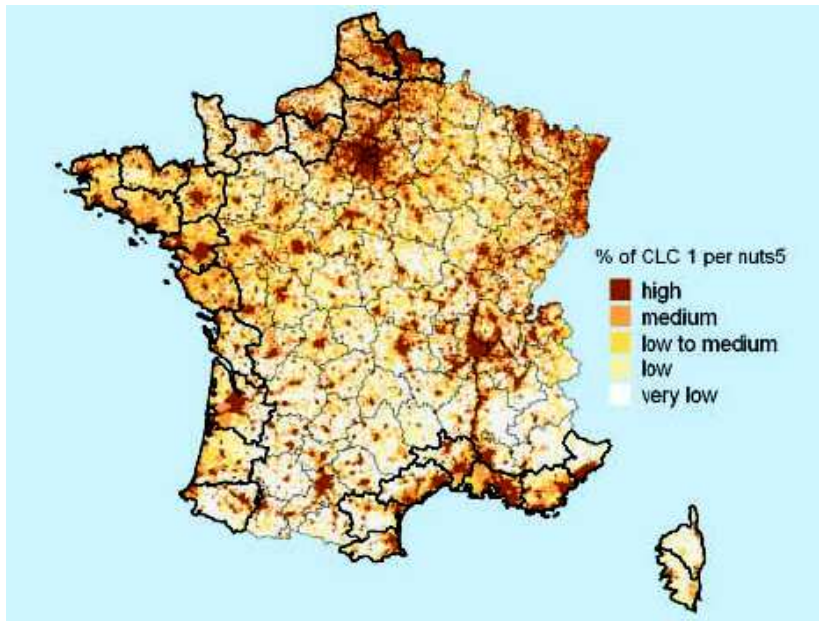 % of CLC 1 per nuts5
high
medium
low to medium
low
very low